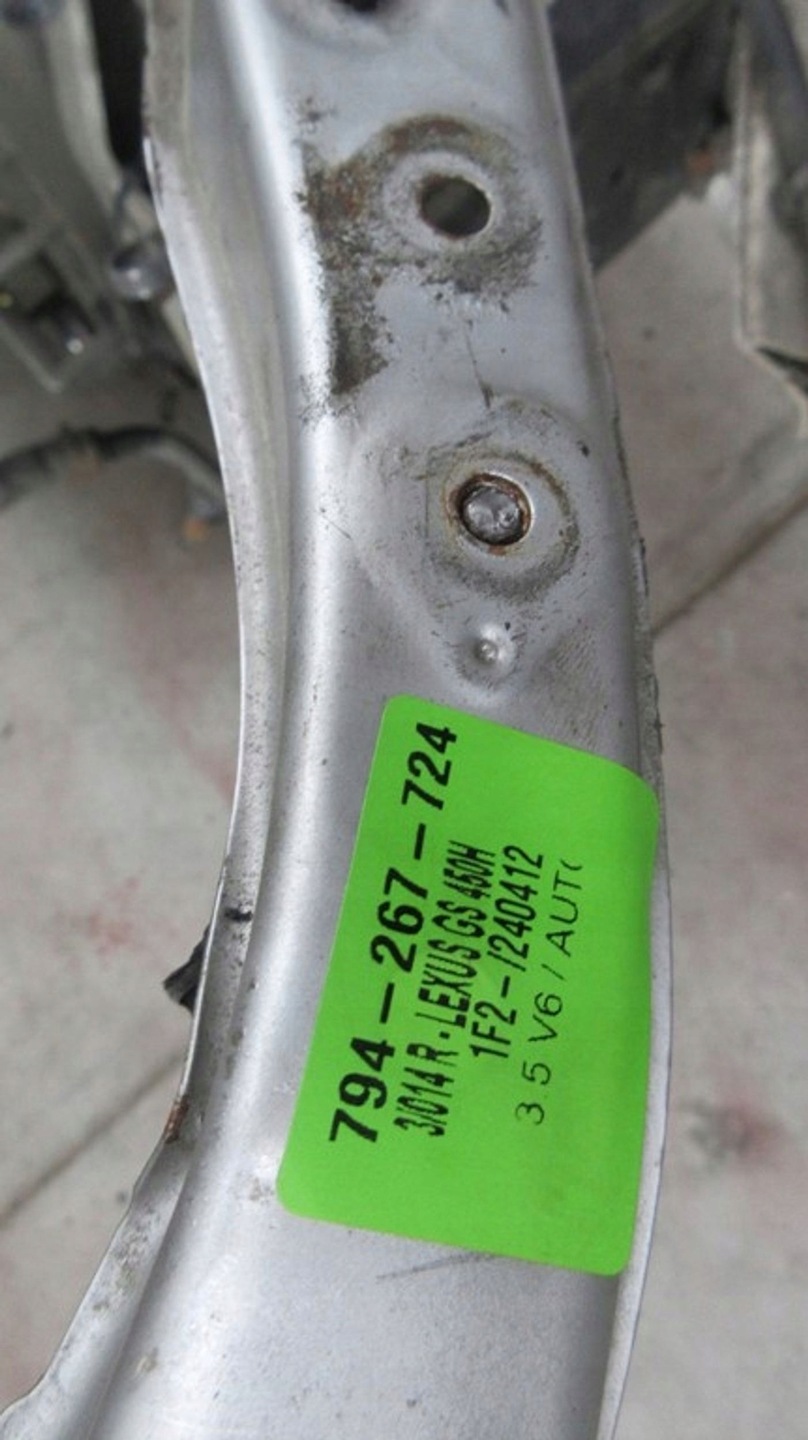 794-267-724
3/014 R - LEXUS GS 450H
1F2-/240412
3.5 V6 / AUT